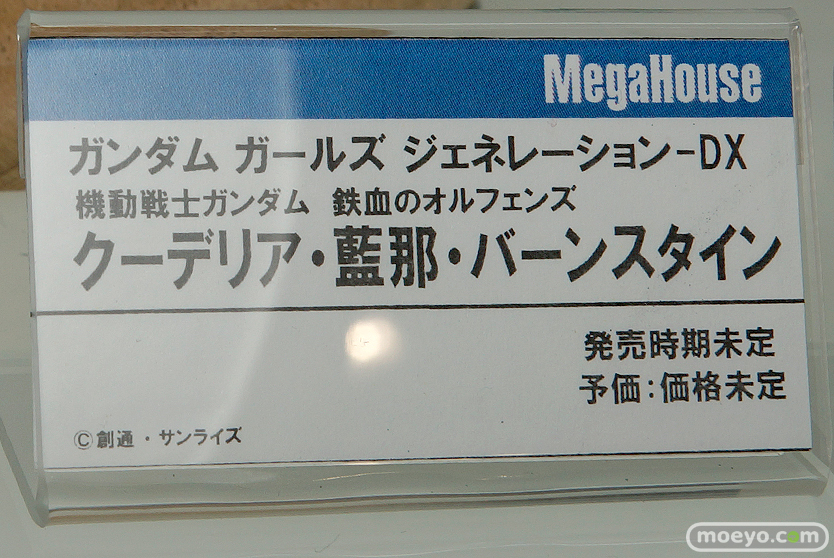 MegaHouse
ガンダム ガールズ ジェネレーション-DX
機動戦士ガンダム 鉄血のオルフェンズ
クーデリア・藍那・バーンスタイン
発売時期未定
予価:価格未定
©創通・サンライズ
moeyo.com